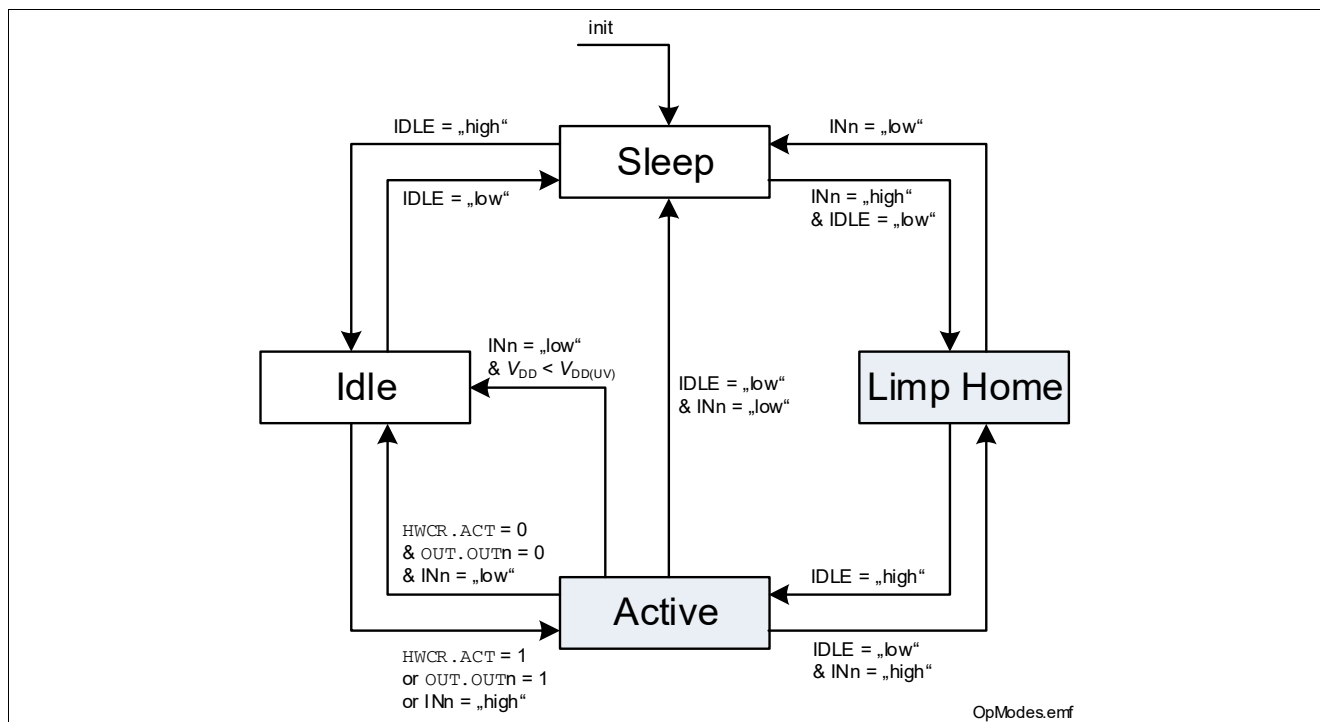 init
IDLE = „high“
INn = „low“
Sleep
IDLE = „low“
INn = „high“
& IDLE = „low“
INn = „low“
& VDD < VDD(UV)
Idle
IDLE = „low“
& INn = „low“
Limp Home
HWCR.ACT = 0
& OUT.OUTn = 0
& INn = „low“
IDLE = „high“
Active
HWCR.ACT = 1
or OUT.OUTn = 1
or INn = „high“
IDLE = „low“
& INn = „high“
OpModes.emf